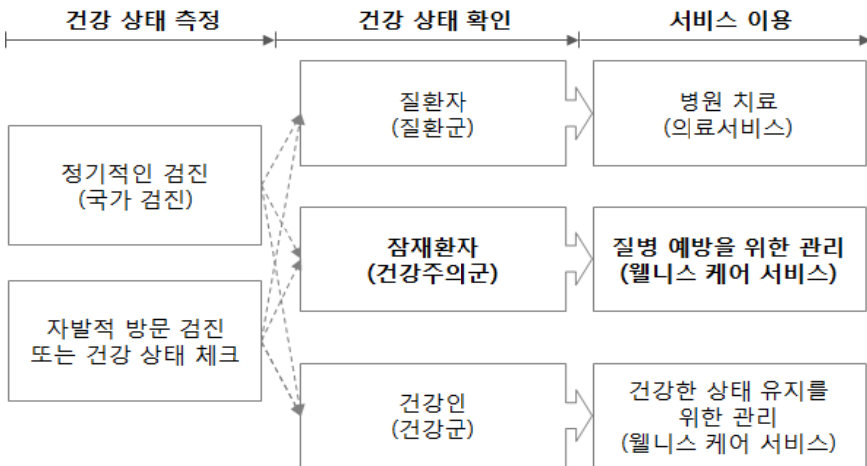 건강 상태 측정
건강 상태 확인
서비스 이용
정기적인 검진
(국가 검진)
자발적 방문 검진
또는 건강 상태 체크
질환자
(질환군)
잠재환자
(건강주의군)
건강인
(건강군)
병원 치료
(의료서비스)
질병 예방을 위한 관리
(웰니스 케어 서비스)
건강한 상태 유지를
위한 관리
(웰니스 케어 서비스)